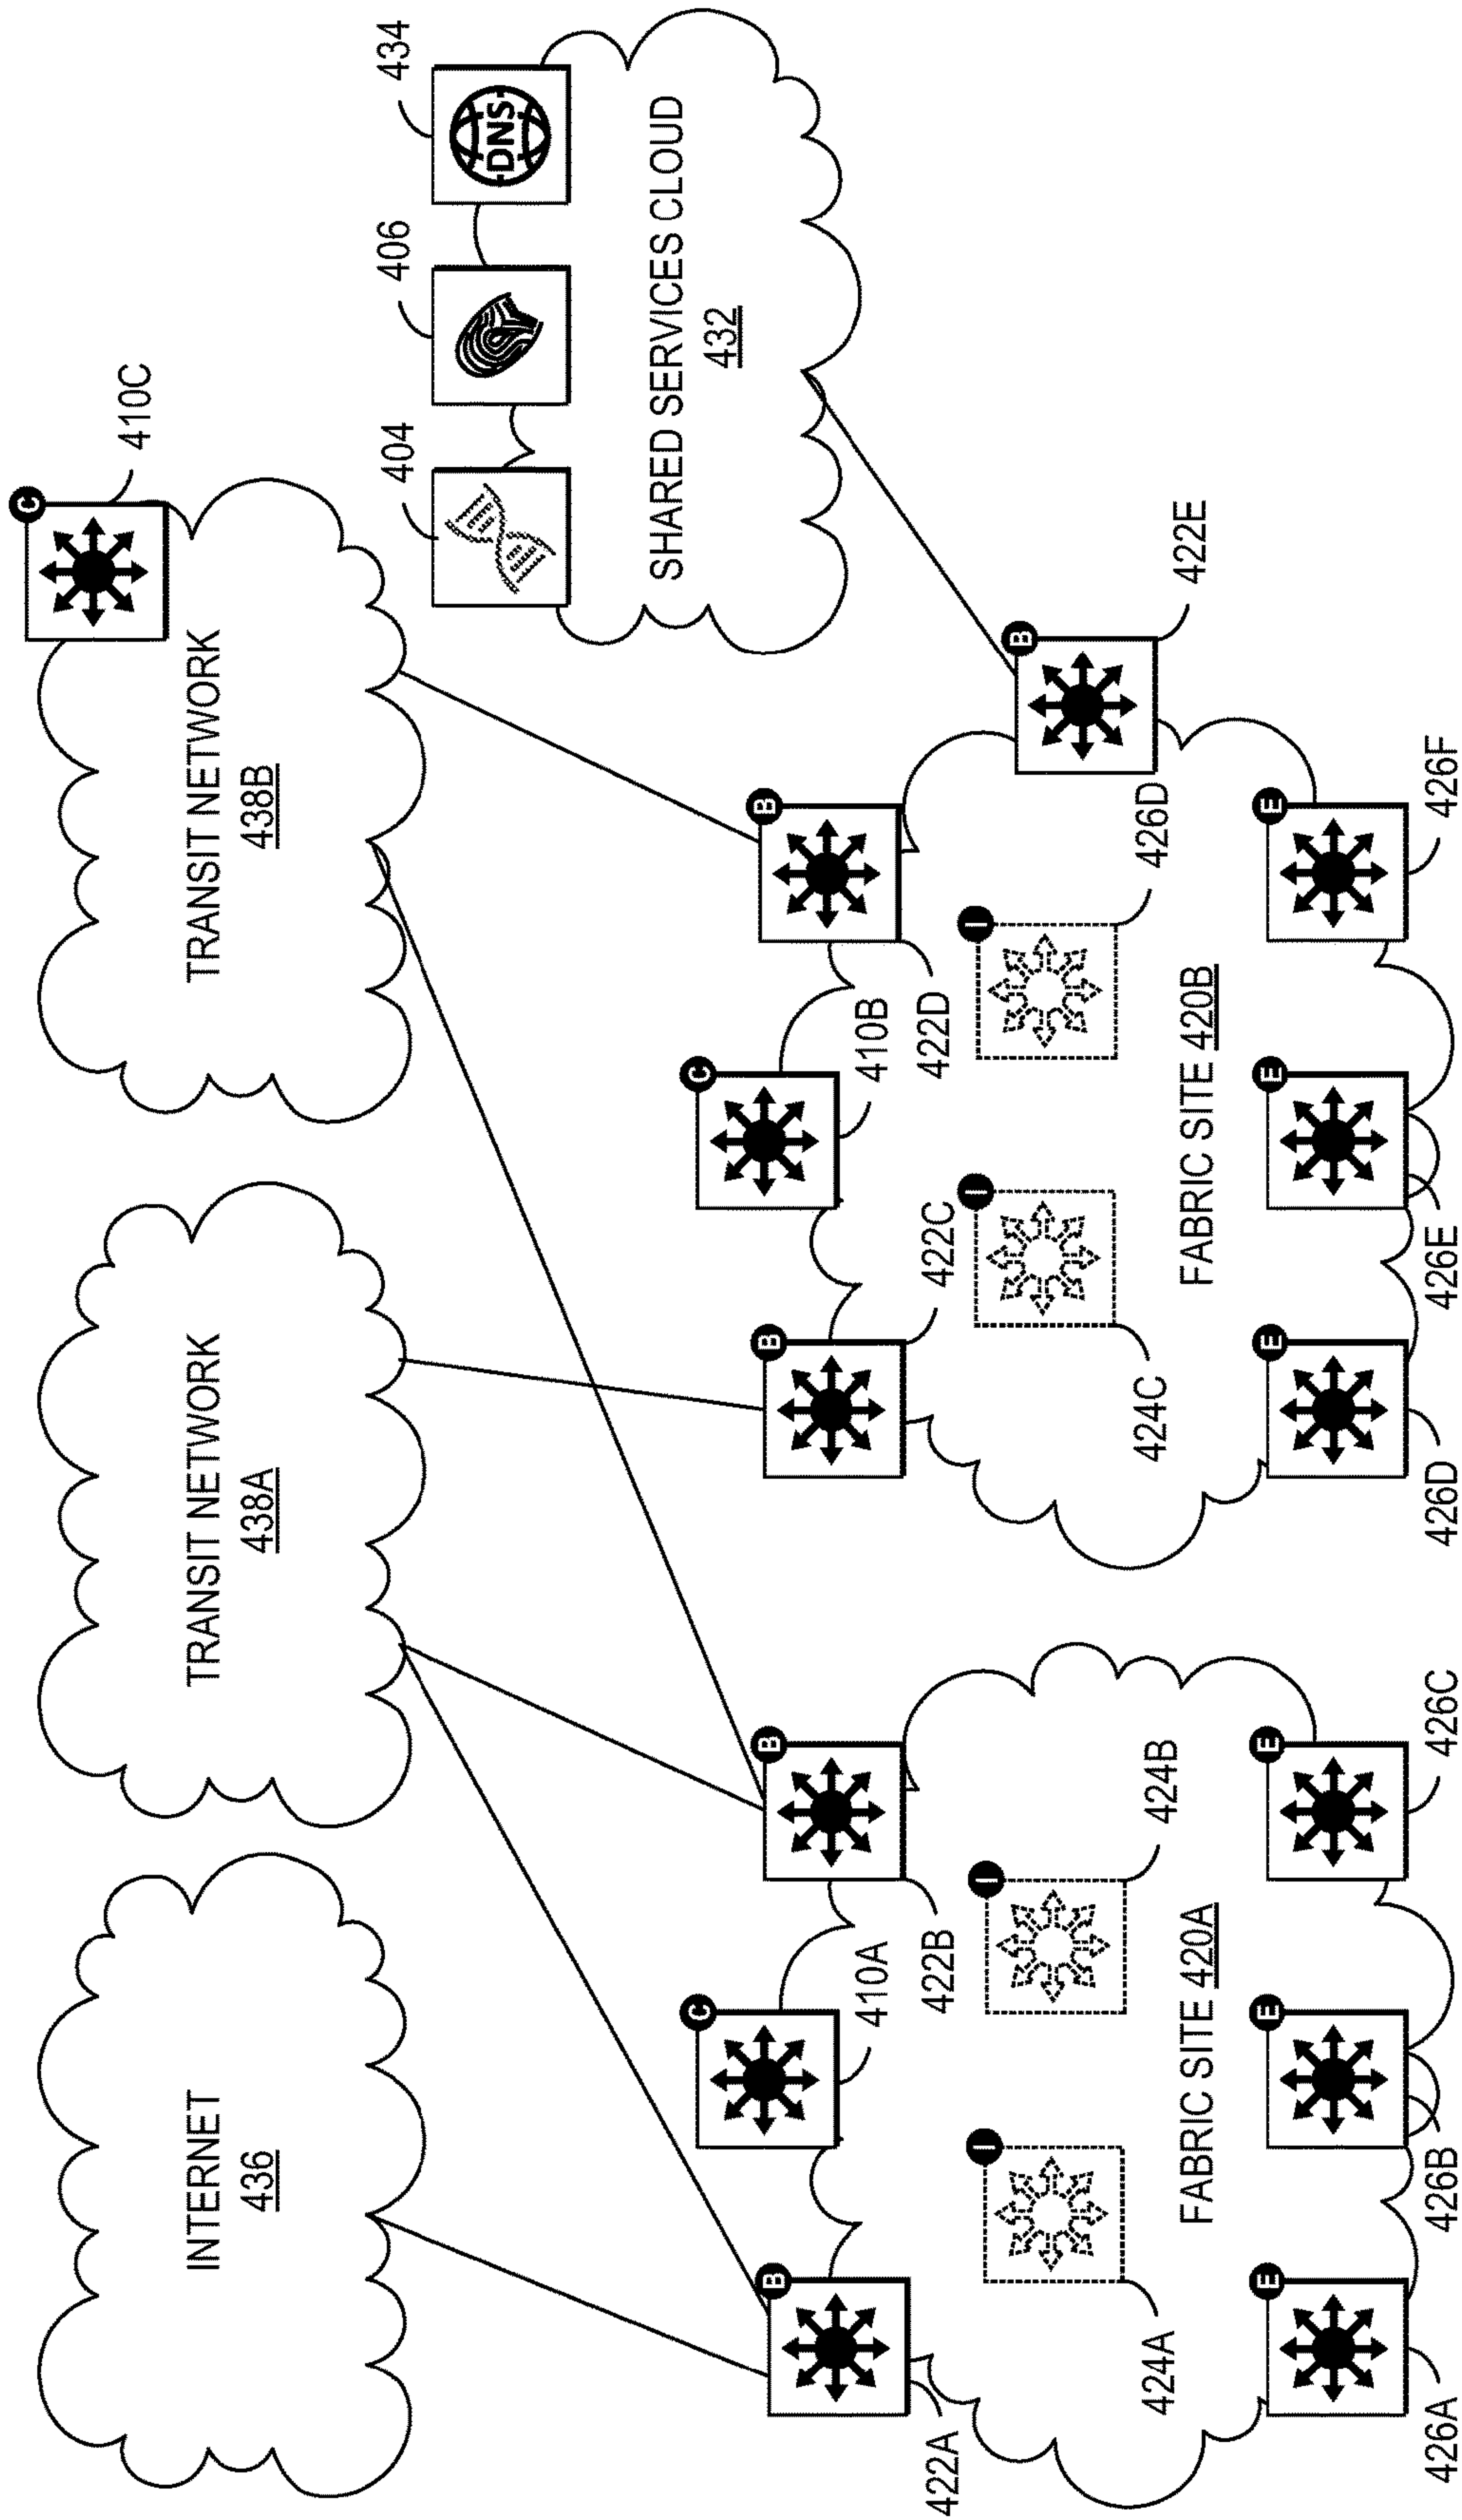 INTERNET
436
TRANSIT NETWORK
438A
TRANSIT NETWORK
438B
C
410C
404
406
434
DNS
SHARED SERVICES CLOUD
432
B
422A
C
410A
B
422B
I
424A
I
424B
FABRIC SITE 420A
E
426A
E
426B
E
426C
B
422C
C
410B
B
422D
B
422E
I
424C
I
426D
FABRIC SITE 420B
E
426D
E
426E
E
426F